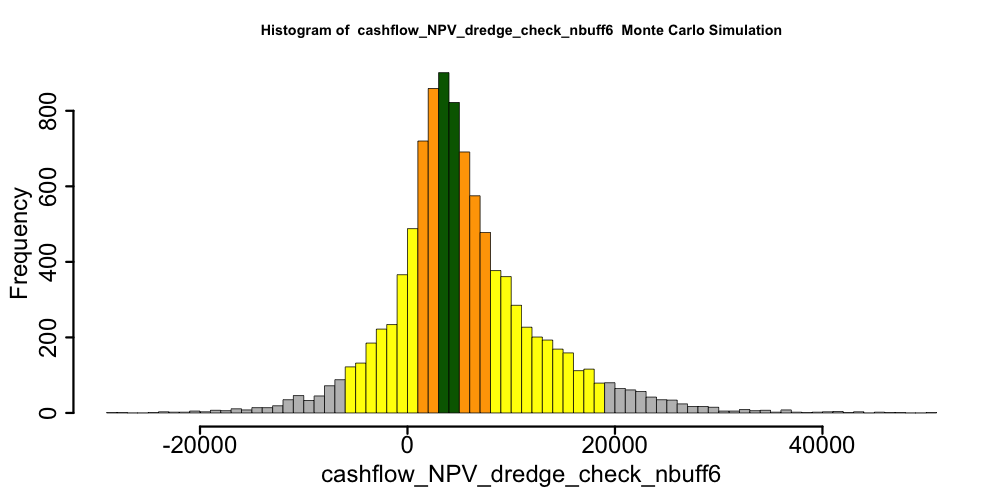 Histogram of  cashflow_NPV_dredge_check_nbuff6  Monte Carlo Simulation
Frequency
800
600
400
200
0
-20000 0 20000 40000
cashflow_NPV_dredge_check_nbuff6